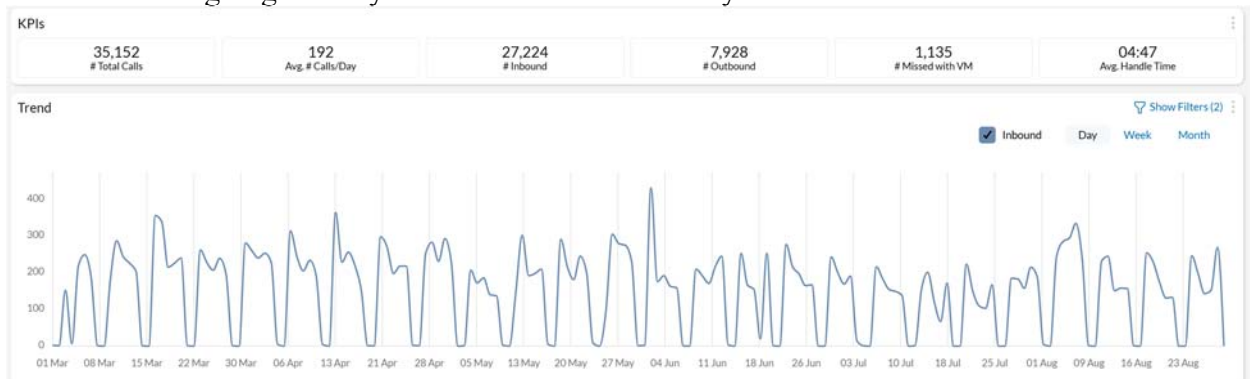 KPIs
35,152
# Total Calls
192
Avg. # Calls/Day
27,224
# Inbound
7,928
# Outbound
1,135
# Missed with VM
04:47
Avg. Handle Time
Trend
Show Filters (2)
Inbound Day Week Month
400
300
200
100
0
01 Mar 08 Mar 15 Mar 22 Mar 30 Mar 06 Apr 13 Apr 21 Apr 28 Apr 05 May 13 May 20 May 27 May 04 Jun 11 Jun 18 Jun 26 Jun 03 Jul 10 Jul 18 Jul 25 Jul 01 Aug 09 Aug 16 Aug 23 Aug